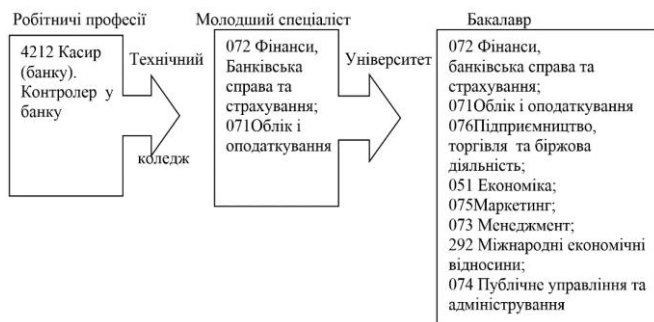 Робітничі професії
4212 Касир
(банку).
Контролер у
банку
Технічний
коледж
Молодший спеціаліст
072 Фінанси,
Банківська
справа та
страхування;
071Облік і
оподаткування
Університет
Бакалавр
072 Фінанси,
банківська справа та
страхування;
071Облік і оподаткування
076Підприємництво,
торгівля та біржова
діяльність;
051 Економіка;
075Маркетинг;
073 Менеджмент;
292 Міжнародні економічні
відносини;
074 Публічне управління та
адміністрування